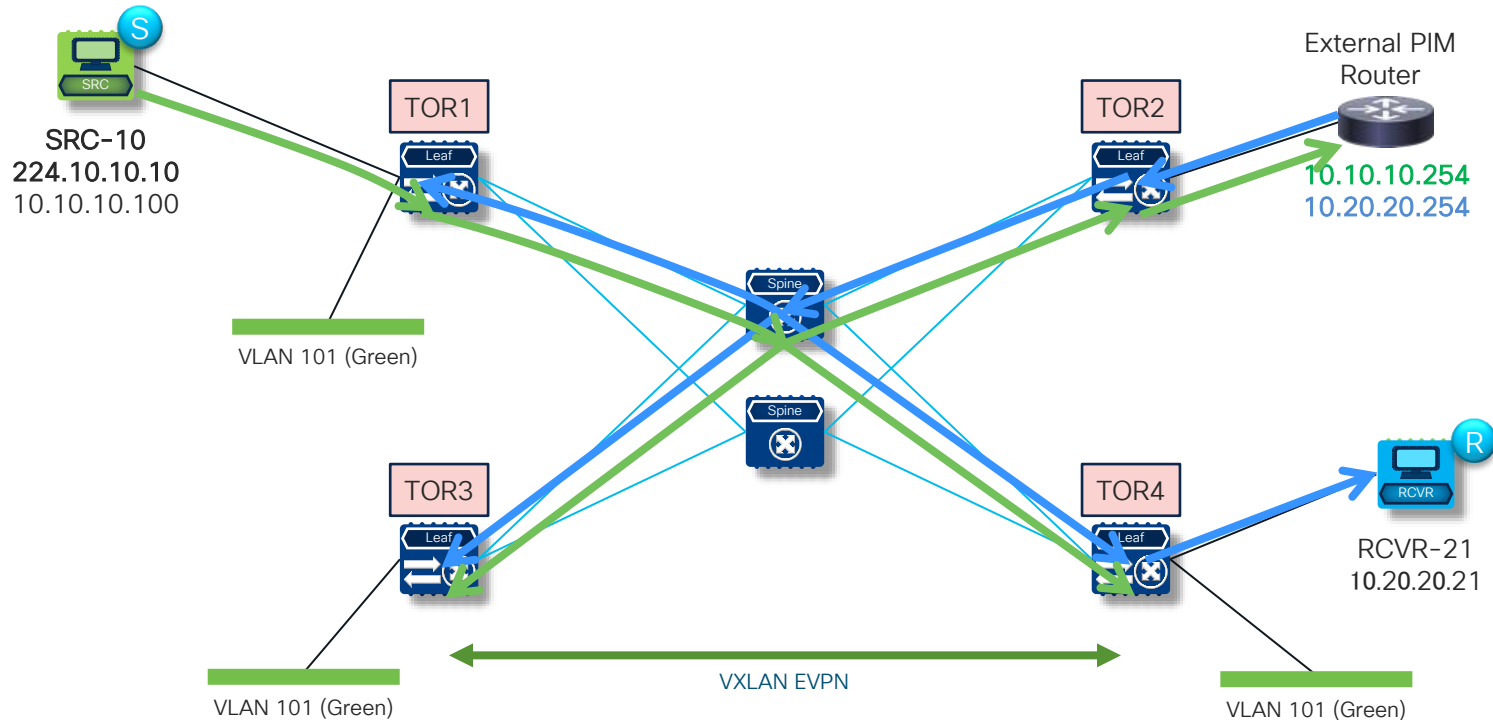 S
SRC
SRC-10
224.10.10.10
10.10.10.100
TOR1
Leaf
VLAN 101 (Green)
TOR2
Leaf
External PIM
Router
10.10.10.254
10.20.20.254
Spine
Spine
TOR3
Leaf
VLAN 101 (Green)
VXLAN EVPN
TOR4
Leaf
R
RCVR
RCVR-21
10.20.20.21
VLAN 101 (Green)